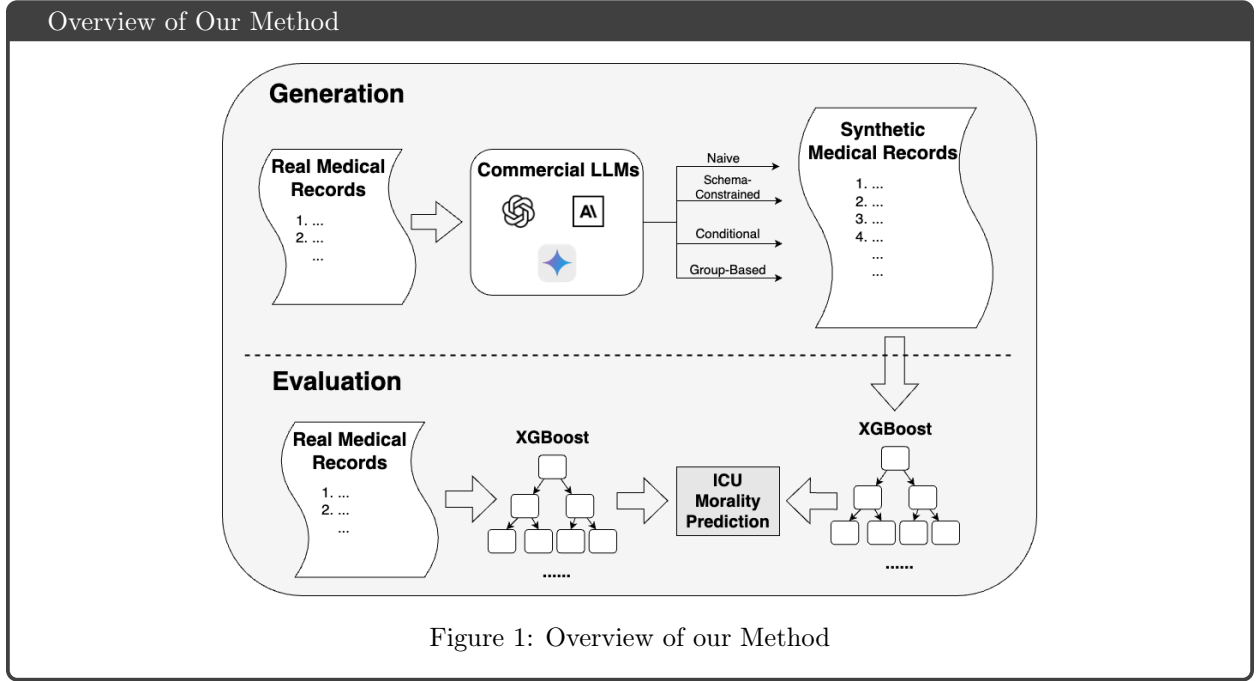 Overview of Our Method
Generation
Real Medical
Records
1. ...
2. ...
...
Commercial LLMs
A\
Naive
Schema-
Constrained
Conditional
Group-Based
Synthetic
Medical Records
1. ...
2. ...
3. ...
4. ...
...
...
Evaluation
Real Medical
Records
1. ...
2. ...
...
XGBoost
......
ICU
Morality
Prediction
XGBoost
......
Figure 1: Overview of our Method